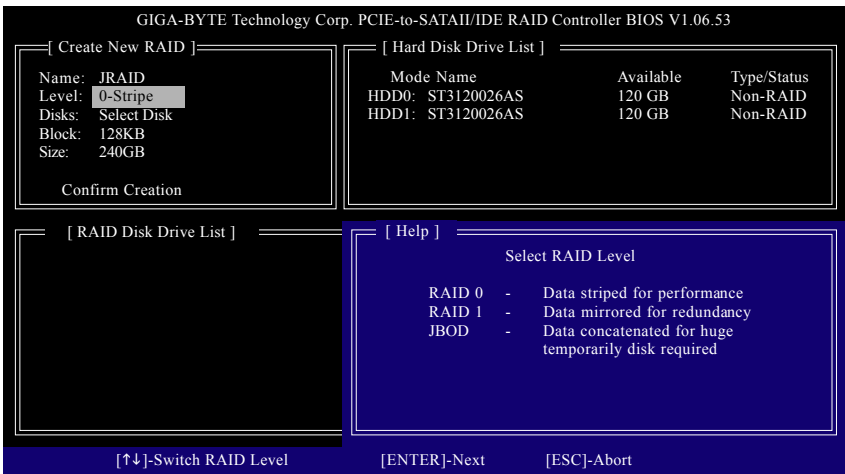 GIGA-BYTE Technology Corp. PCIE-to-SATAII/IDE RAID Controller BIOS V1.06.53
[ Create New RAID ]
Name: JRAID
Level: 0-Stripe
Disks: Select Disk
Block: 128KB
Size: 240GB
Confirm Creation
[ Hard Disk Drive List ]
Mode Name Available Type/Status
HDD0: ST3120026AS 120 GB Non-RAID
HDD1: ST3120026AS 120 GB Non-RAID
[ RAID Disk Drive List ]
[ Help ]
Select RAID Level
RAID 0 - Data striped for performance
RAID 1 - Data mirrored for redundancy
JBOD - Data concatenated for huge
temporarily disk required
[↑↓]-Switch RAID Level [ENTER]-Next [ESC]-Abort